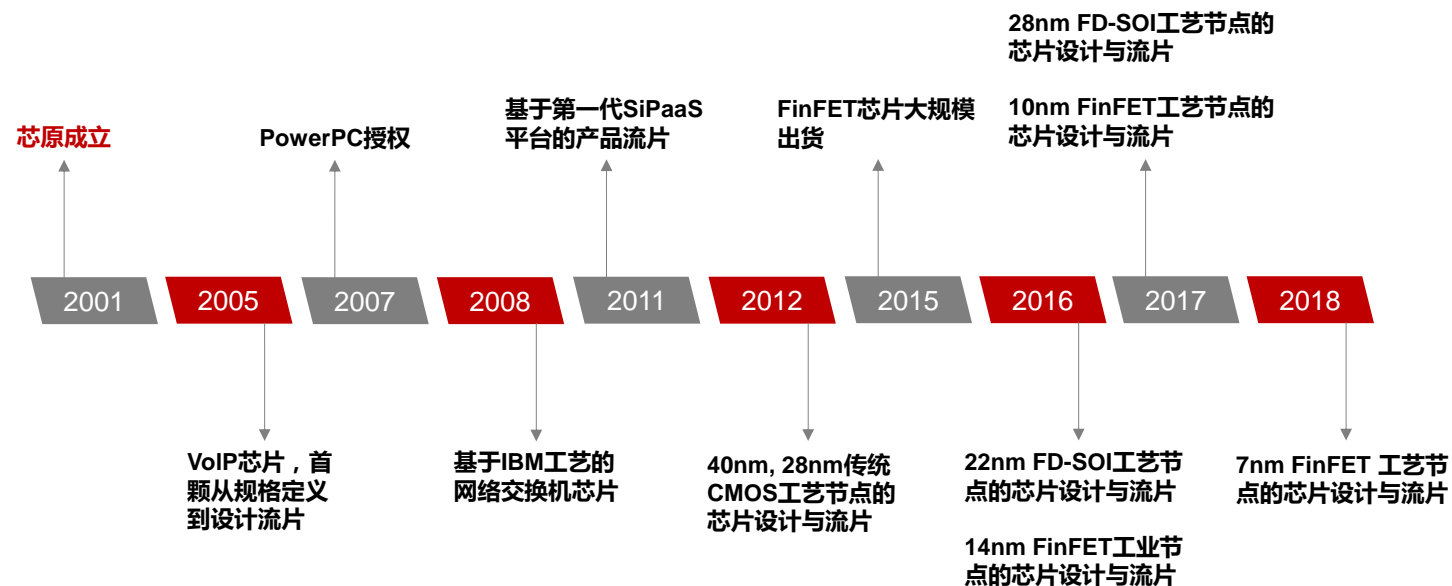 28nm FD-SOI工艺节点的
芯片设计与流片
芯原成立
PowerPC授权
基于第一代SiPaaS
平台的产品流片
FinFET芯片大规模
出货
10nm FinFET工艺节点的
芯片设计与流片
2001
2005
2007
2008
2011
2012
2015
2016
2017
2018
VoIP芯片，首
颗从规格定义
到设计流片
基于IBM工艺的
网络交换机芯片
40nm, 28nm传统
CMOS工艺节点的
芯片设计与流片
22nm FD-SOI工艺节
点的芯片设计与流片
14nm FinFET工业节
点的芯片设计与流片
7nm FinFET 工艺节
点的芯片设计与流片